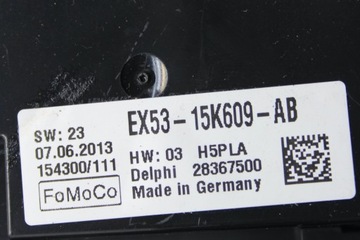 EX53-15K609-AB
SW: 23
07.06.2013
154300/111
FoMoCo
HW: 03 H5PLA
Delphi 28367500
Made in Germany